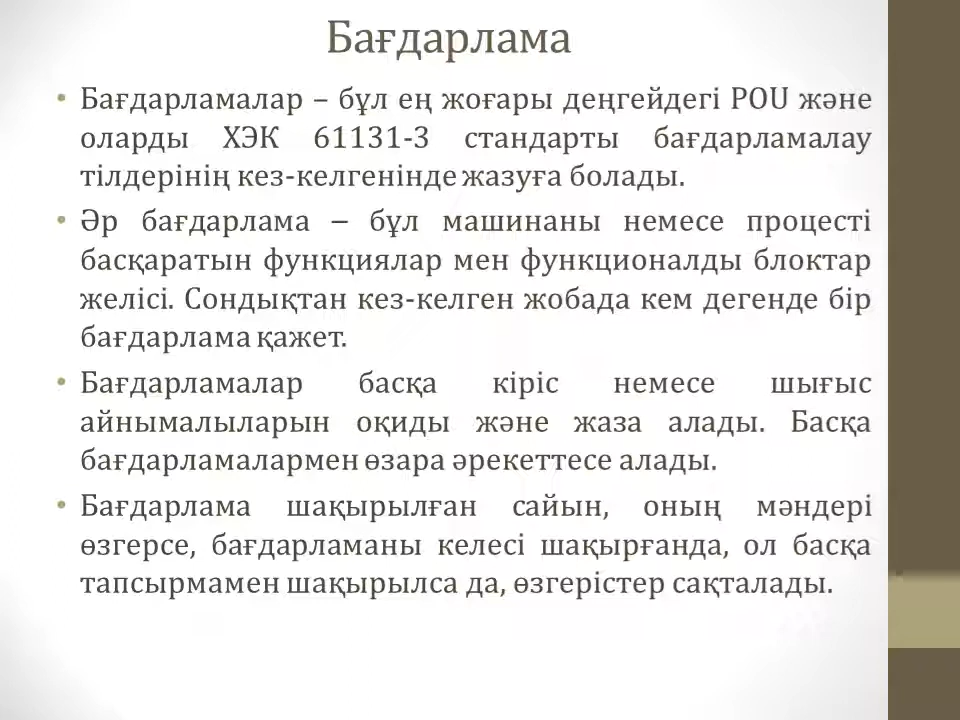 Бағдарлама
• Бағдарламалар – бұл ең жоғары деңгейдегі POU және
оларды ХЭК 61131-3 стандарты бағдарламалау
тілдерінің кез-келгенінде жазуға болады.
• Әр бағдарлама – бұл машинаны немесе процесті
басқаратын функциялар мен функционалды блоктар
желісі. Сондықтан кез-келген жобада кем дегенде бір
бағдарлама қажет.
• Бағдарламалар басқа кіріс немесе шығыс
айнымалыларын оқиды және жаза алады. Басқа
бағдарламалармен өзара әрекеттесе алады.
• Бағдарлама шақырылған сайын, оның мәндері
өзгерсе, бағдарламаны келесі шақырғанда, ол басқа
тапсырмамен шақырылса да, өзгерістер сақталады.